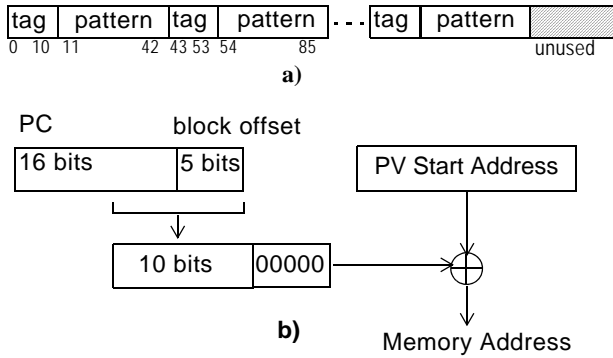 tag pattern tag pattern tag pattern
0 10 11 42 43 53 54 85 unused
a)
PC block offset
16 bits 5 bits PV Start Address
10 bits 00000
b)
Memory Address